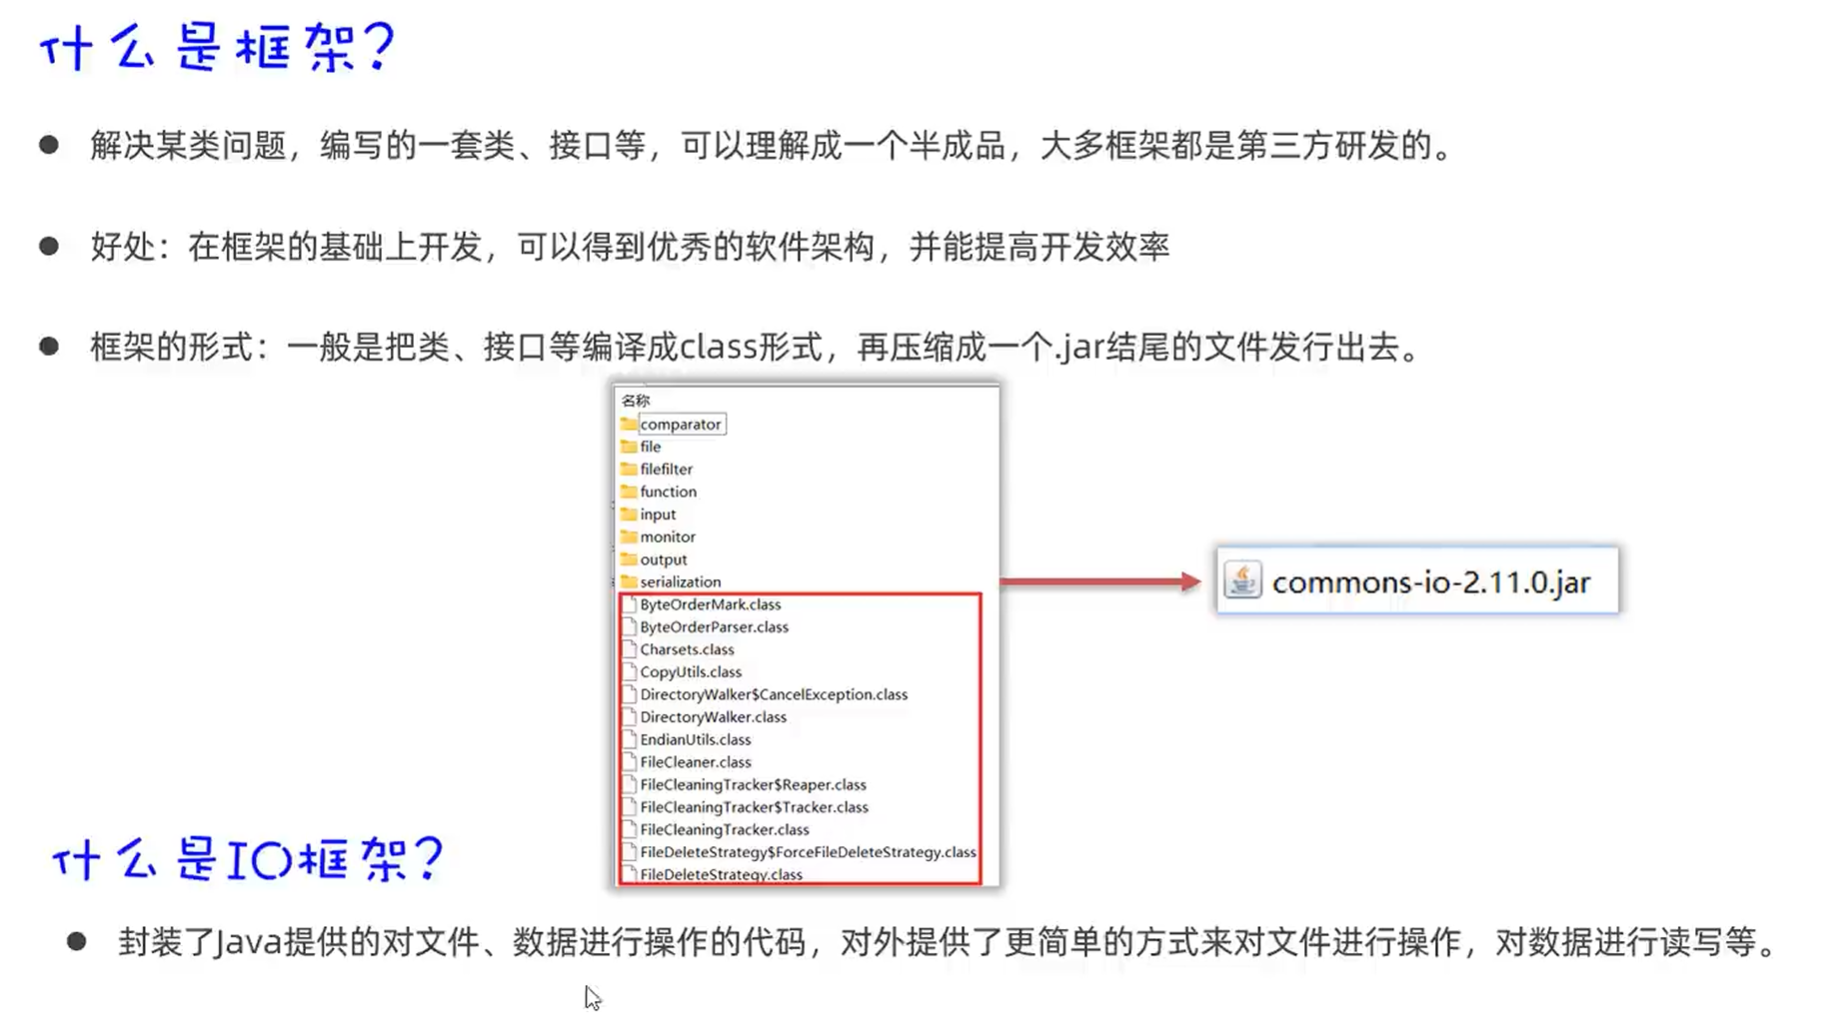 什么是框架？
● 解决某类问题，编写的一套类、接口等，可以理解成一个半成品，大多框架都是第三方研发的。
● 好处：在框架的基础上开发，可以得到优秀的软件架构，并能提高开发效率
● 框架的形式：一般是把类、接口等编译成class形式，再压缩成一个.jar结尾的文件发行出去。
名称
comparator
file
filefilter
function
input
monitor
output
serialization
ByteOrderMark.class
ByteOrderParser.class
Charsets.class
CopyUtils.class
DirectoryWalker$CancelException.class
DirectoryWalker.class
EndianUtils.class
FileCleaner.class
FileCleaningTracker$Reaper.class
FileCleaningTracker$Tracker.class
FileCleaningTracker.class
FileDeleteStrategy$ForceFileDeleteStrategy.class
FileDeleteStrategy.class
commons-io-2.11.0.jar
什么是IO框架？
● 封装了Java提供的对文件、数据进行操作的代码，对外提供了更简单的方式来对文件进行操作，对数据进行读写等。